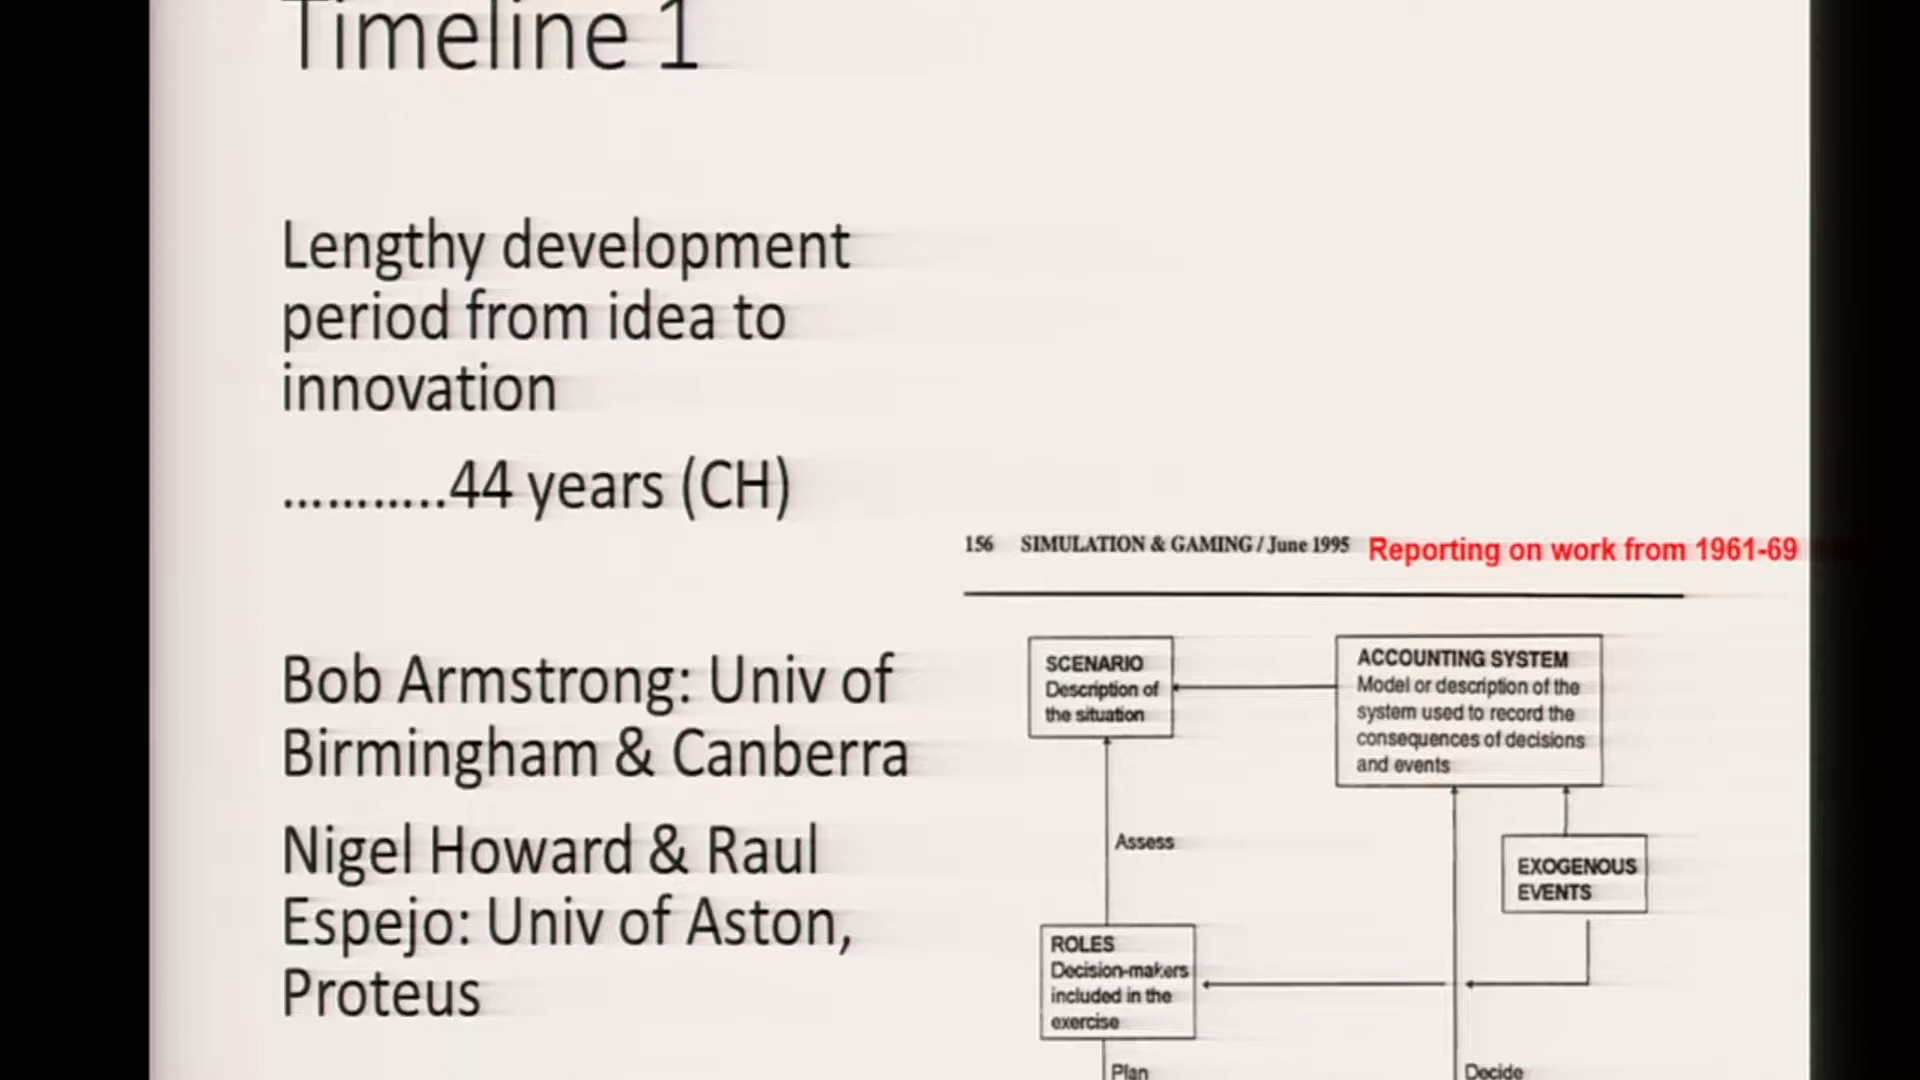 Timeline 1
Lengthy development
period from idea to
innovation
...........44 years (CH)
Bob Armstrong: Univ of
Birmingham & Canberra
Nigel Howard & Raul
Espejo: Univ of Aston,
Proteus
156 SIMULATION & GAMING / June 1995 Reporting on work from 1961-69
SCENARIO
Description of
the situation
ACCOUNTING SYSTEM
Model or description of the
system used to record the
consequences of decisions
and events
Assess
EXOGENOUS
EVENTS
ROLES
Decision-makers
included in the
exercise
Plan
Decide